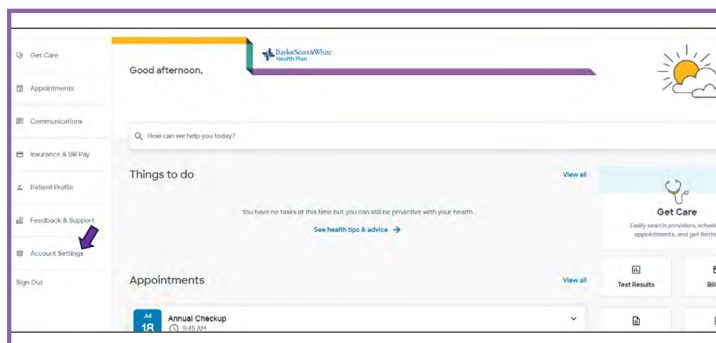 Get Care
Appointments
Communications
Insurance & Bill Pay
Patient Profile
Feedback & Support
Account Settings
Sign Out
BaylorScott&White
Health Plan
Good afternoon,
How can we help you today?
Things to do
View all
You have no tasks at this time but you can still be proactive with your health.
See health tips & advice
Appointments
View all
18
Annual Checkup
9:45 AM
Get Care
Easily search providers, sched
appointments, and get Bette
Test Results
Bil